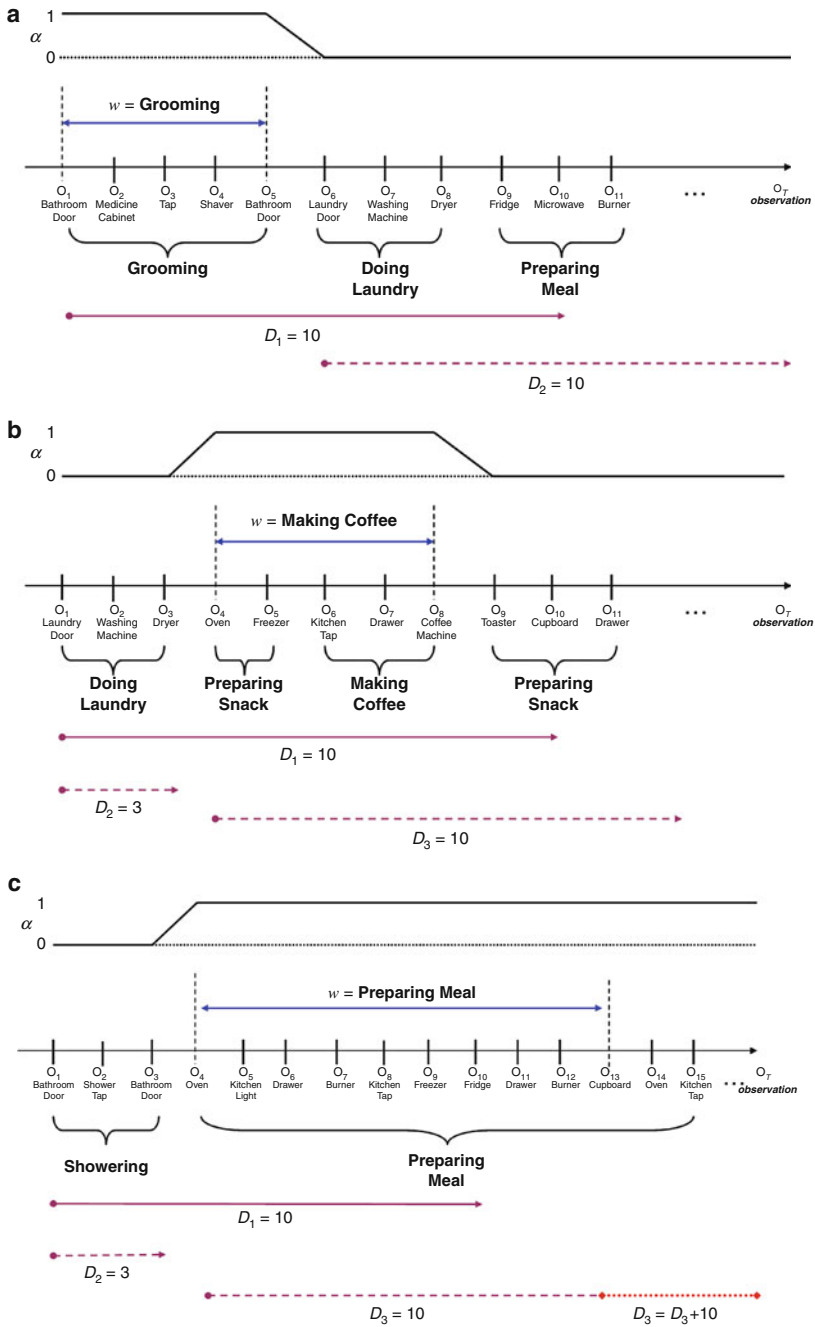 a
1
α
0
w = Grooming
O1 O2 O3 O4 O5 O6 O7 O8 O9 O10 O11 ... OT
Bathroom Door
Medicine Cabinet
Tap
Shaver
Bathroom Door
Laundry Door
Washing Machine
Dryer
Fridge
Microwave
Burner
observation
Grooming
Doing Laundry
Preparing Meal
D1 = 10
D2 = 10
b
1
α
0
w = Making Coffee
O1 O2 O3 O4 O5 O6 O7 O8 O9 O10 O11 ... OT
Laundry Door
Washing Machine
Dryer
Oven
Freezer
Kitchen Tap
Drawer
Coffee Machine
Toaster
Cupboard
Drawer
observation
Doing Laundry
Preparing Snack
Making Coffee
Preparing Snack
D1 = 10
D2 = 3
D3 = 10
c
1
α
0
w = Preparing Meal
O1 O2 O3 O4 O5 O6 O7 O8 O9 O10 O11 O12 O13 O14 O15 ... OT
Bathroom Door
Shower Tap
Bathroom Door
Oven
Kitchen Light
Drawer
Burner
Kitchen Tap
Freezer
Fridge
Drawer
Burner
Cupboard
Oven
Kitchen Tap
observation
Showering
Preparing Meal
D1 = 10
D2 = 3
D3 = 10
D3 = D3+10